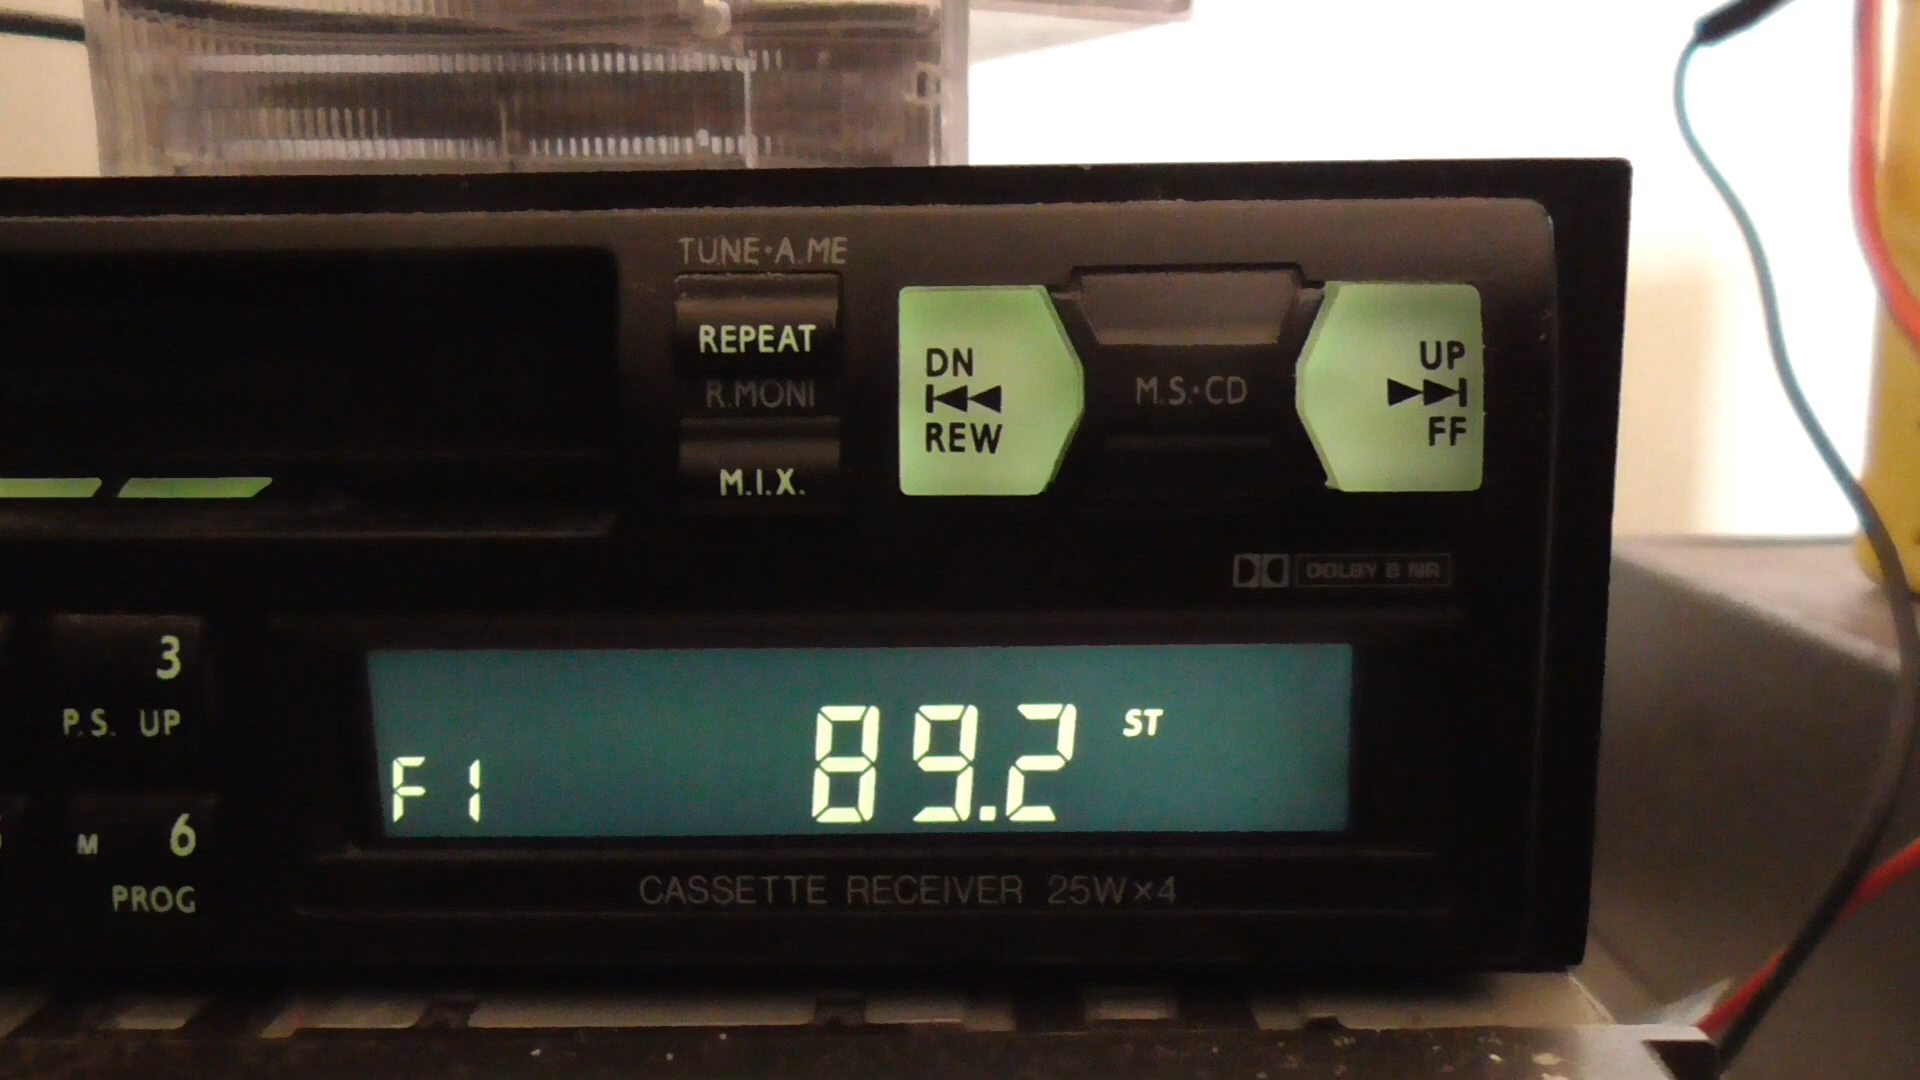 TUNE•A.ME
REPEAT
R.MONI
M.I.X.
DN
REW
M.S.•CD
UP
FF
DOLBY B NR
3
P.S. UP
M 6
PROG
F1 89.2 ST
CASSETTE RECEIVER 25W×4